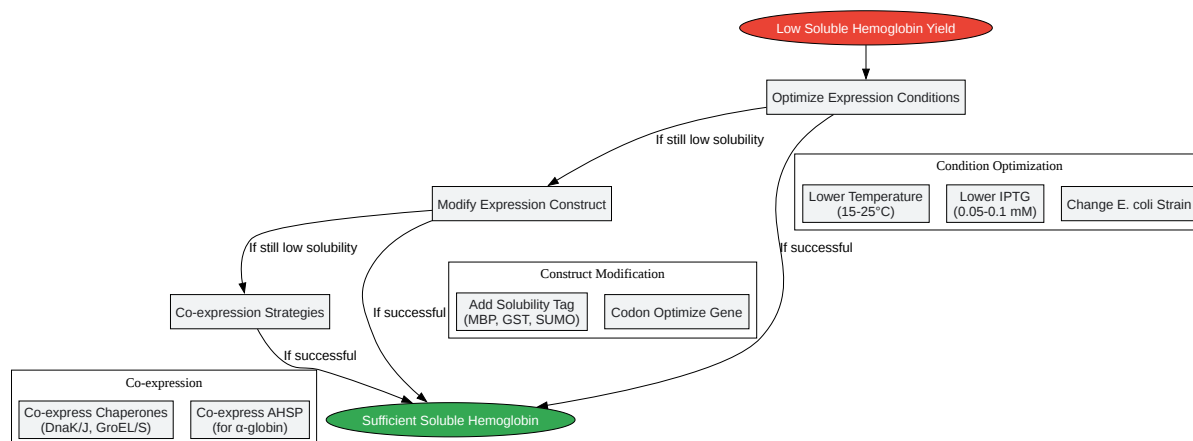 Low Soluble Hemoglobin Yield
Optimize Expression Conditions
If still low solubility
Condition Optimization
Lower Temperature
(15-25°C)
Lower IPTG
(0.05-0.1 mM)
Change E. coli Strain
Modify Expression Construct
If still low solubility
If successful
Construct Modification
Add Solubility Tag
(MBP, GST, SUMO)
Codon Optimize Gene
Co-expression Strategies
If successful
If successful
Co-expression
Co-express Chaperones
(DnaK/J, GroEL/S)
Co-express AHSP
(for α-globin)
Sufficient Soluble Hemoglobin